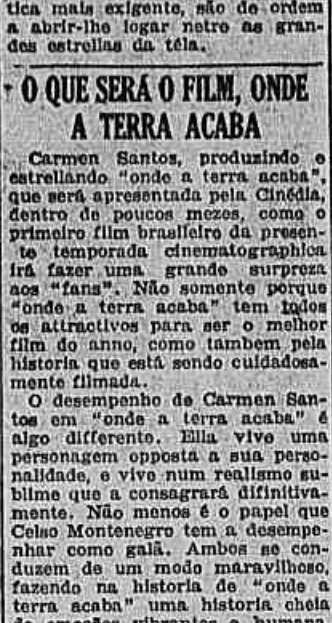 tica mais exigente, são de ordem
a abrir-lhe logar netro as gran-
des estrellas da téla.
O QUE SERÁ O FILM, ONDE
A TERRA ACABA
Carmen Santos, produzindo e
estrellando "onde a terra acaba",
que será apresentada pela Cinédia,
dentro de poucos mezes, como o
primeiro film brasileiro da presen-
te temporada cinematographica
irá fazer uma grande surpreza
aos "fans". Não somente porque
"onde a terra acaba" tem todos
os attractivos para ser o melhor
film do anno, como tambem pela
historia que está sendo cuidadosa-
mente filmada.
O desempenho de Carmen San-
tos em "onde a terra acaba" é
algo differente. Ella vive uma
personagem opposta a sua perso-
nalidade, e vive num realismo su-
blime que a consagrará difinitiva-
mente. Não menos é o papel que
Celso Montenegro tem a desempe-
nhar como galã. Ambos se con-
duzem de um modo maravilhoso,
fazendo na historia de "onde a
terra acaba" uma historia cheia
de emoções vibrantes e humana